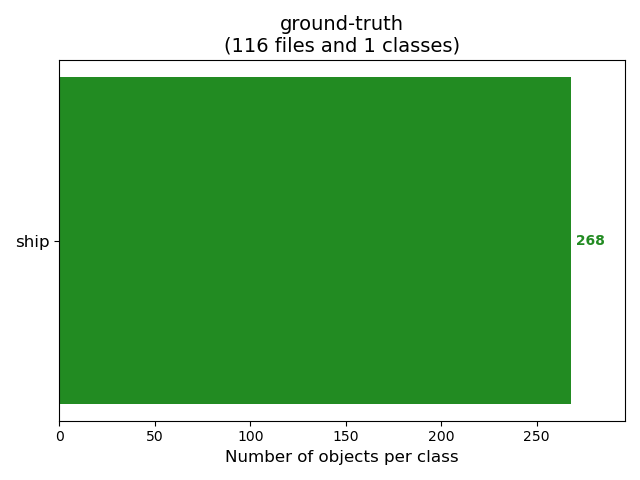 ground-truth
(116 files and 1 classes)
ship
268
0 50 100 150 200 250
Number of objects per class